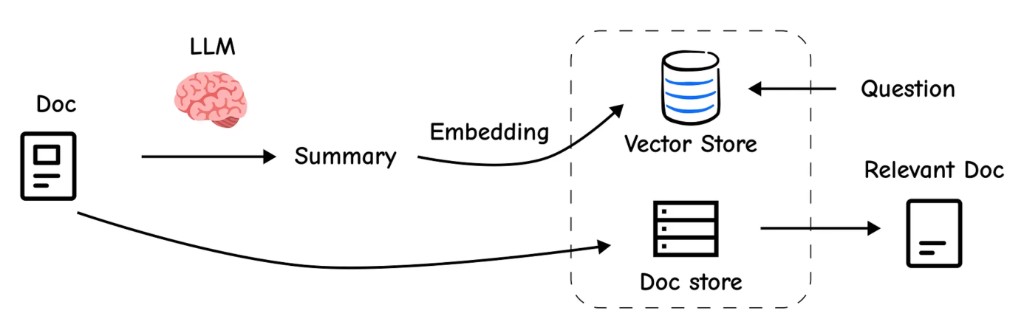 LLM
Doc
Summary
Embedding
Vector Store
Question
Relevant Doc
Doc store